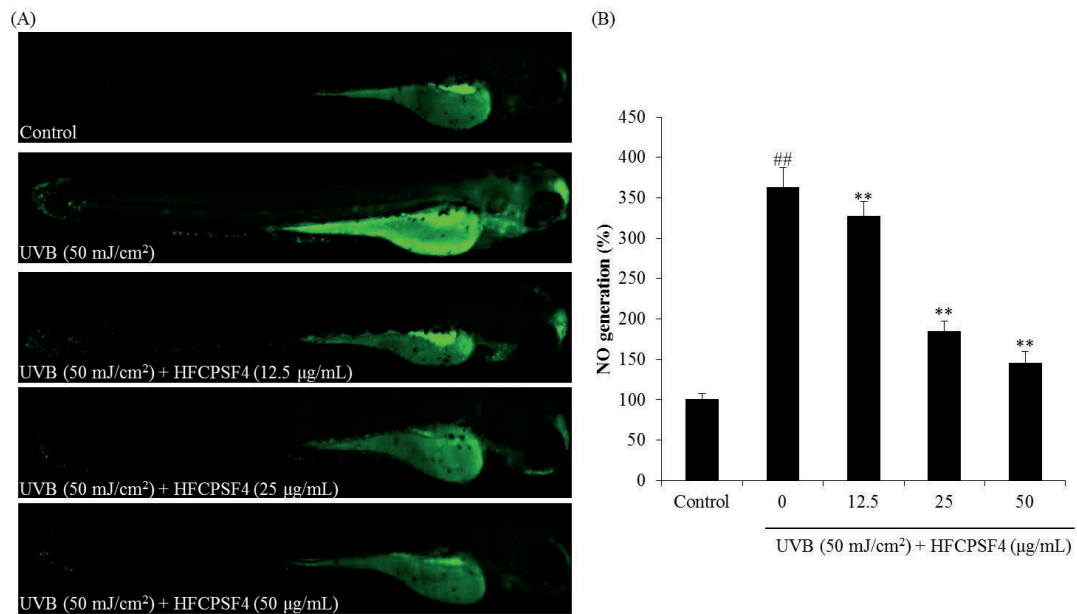 (A)
Control
UVB (50 mJ/cm²)
UVB (50 mJ/cm²) + HFCPSF4 (12.5 μg/mL)
UVB (50 mJ/cm²) + HFCPSF4 (25 μg/mL)
UVB (50 mJ/cm²) + HFCPSF4 (50 μg/mL)
(B)
NO generation (%)
450
400
350
300
250
200
150
100
50
0
##
**
**
**
Control 0 12.5 25 50
UVB (50 mJ/cm²) + HFCPSF4 (μg/mL)